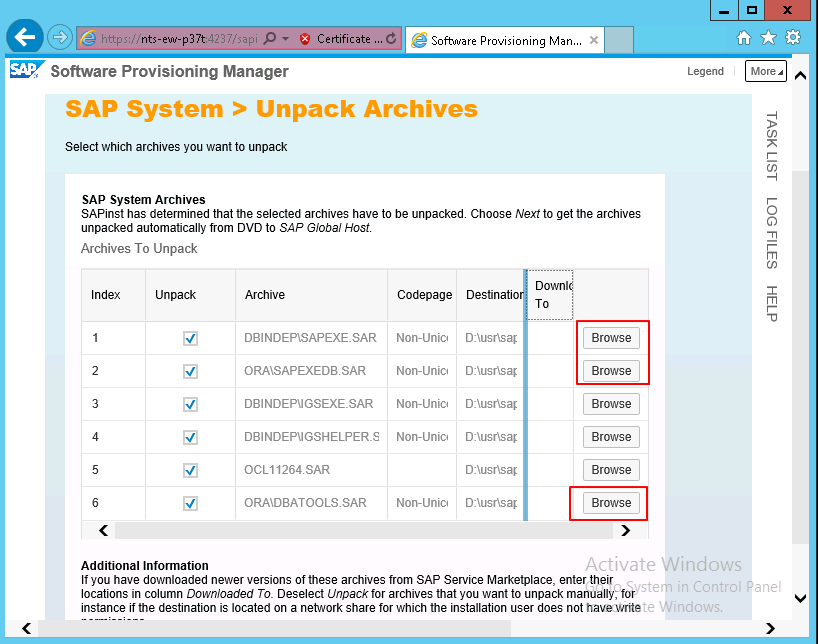 https://nts-ew-p37t:4237/sapi
Certificate ...
Software Provisioning Man...
SAP Software Provisioning Manager
Legend
More
SAP System > Unpack Archives
Select which archives you want to unpack
TASK LIST
LOG FILES
HELP
SAP System Archives
SAPinst has determined that the selected archives have to be unpacked. Choose Next to get the archives
unpacked automatically from DVD to SAP Global Host.
Archives To Unpack
Index Unpack Archive Codepage Destination Downlo
To
1 DBINDEP\SAPEXE.SAR Non-Unico D:\usr\sap Browse
2 ORA\SAPEXEDB.SAR Non-Unico D:\usr\sap Browse
3 DBINDEP\IGSEXE.SAR Non-Unico D:\usr\sap Browse
4 DBINDEP\IGSHELPER.S Non-Unico D:\usr\sap Browse
5 OCL11264.SAR D:\usr\sap Browse
6 ORA\DBATOOLS.SAR Non-Unico D:\usr\sap Browse
Additional Information
If you have downloaded newer versions of these archives from SAP Service Marketplace, enter their
locations in column Downloaded To. Deselect Unpack for archives that you want to unpack manually, for
instance if the destination is located on a network share for which the installation user does not have write
permissions.
Activate Windows
Go to System in Control Panel
to activate Windows.